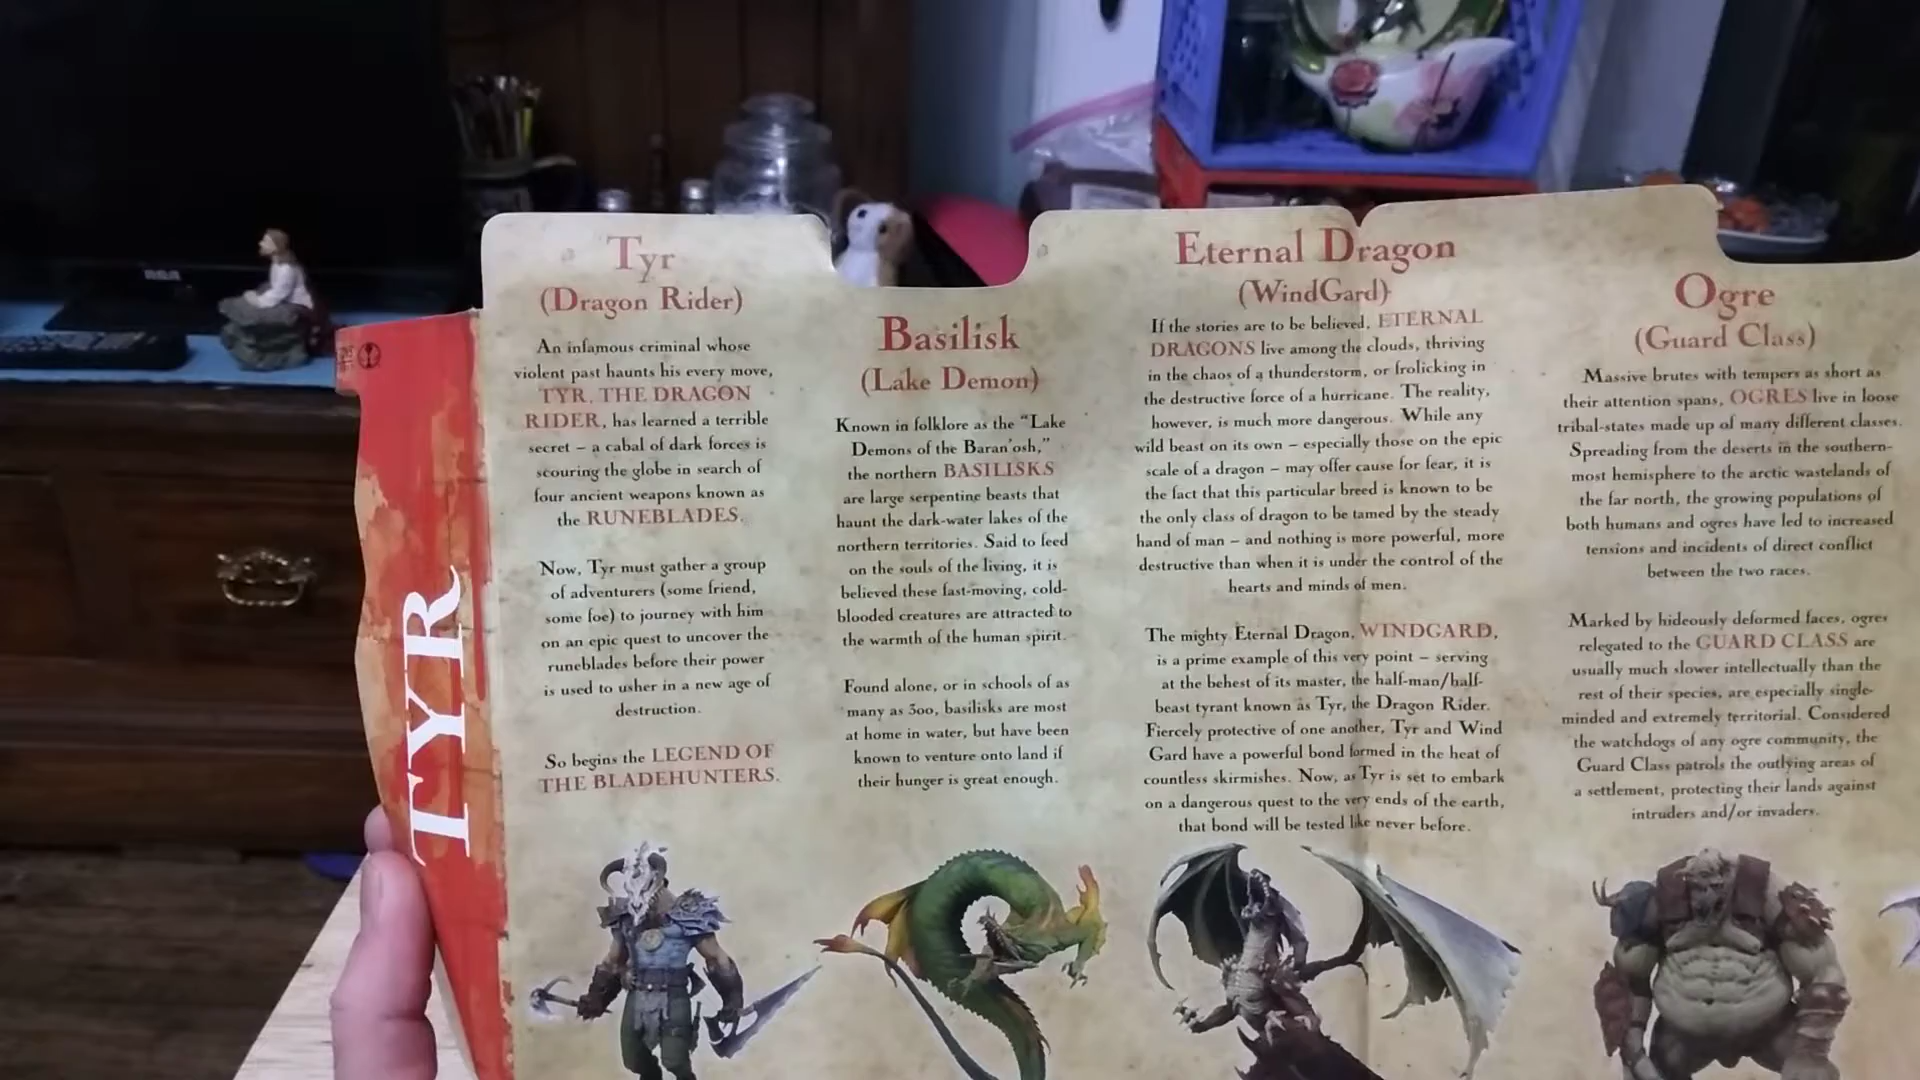 RCA
TYR
Tyr
(Dragon Rider)
An infamous criminal whose
violent past haunts his every move,
TYR, THE DRAGON
RIDER, has learned a terrible
secret – a cabal of dark forces is
scouring the globe in search of
four ancient weapons known as
the RUNEBLADES.
Now, Tyr must gather a group
of adventurers (some friend,
some foe) to journey with him
on an epic quest to uncover the
runeblades before their power
is used to usher in a new age of
destruction.
So begins the LEGEND OF
THE BLADEHUNTERS.
Basilisk
(Lake Demon)
Known in folklore as the “Lake
Demons of the Baran’osh,”
the northern BASILISKS
are large serpentine beasts that
haunt the dark-water lakes of the
northern territories. Said to feed
on the souls of the living, it is
believed these fast-moving, cold-
blooded creatures are attracted to
the warmth of the human spirit.
Found alone, or in schools of as
many as 300, basilisks are most
at home in water, but have been
known to venture onto land if
their hunger is great enough.
Eternal Dragon
(WindGard)
If the stories are to be believed, ETERNAL
DRAGONS live among the clouds, thriving
in the chaos of a thunderstorm, or frolicking in
the destructive force of a hurricane. The reality,
however, is much more dangerous. While any
wild beast on its own – especially those on the epic
scale of a dragon – may offer cause for fear, it is
the fact that this particular breed is known to be
the only class of dragon to be tamed by the steady
hand of man – and nothing is more powerful, more
destructive than when it is under the control of the
hearts and minds of men.
The mighty Eternal Dragon, WINDGARD,
is a prime example of this very point – serving
at the behest of its master, the half-man/half-
beast tyrant known as Tyr, the Dragon Rider.
Fiercely protective of one another, Tyr and Wind
Gard have a powerful bond formed in the heat of
countless skirmishes. Now, as Tyr is set to embark
on a dangerous quest to the very ends of the earth,
that bond will be tested like never before.
Ogre
(Guard Class)
Massive brutes with tempers as short as
their attention spans, OGRES live in loose
tribal-states made up of many different classes.
Spreading from the deserts in the southern-
most hemisphere to the arctic wastelands of
the far north, the growing populations of
both humans and ogres have led to increased
tensions and incidents of direct conflict
between the two races.
Marked by hideously deformed faces, ogres
relegated to the GUARD CLASS are
usually much slower intellectually than the
rest of their species, are especially single-
minded and extremely territorial. Considered
the watchdogs of any ogre community, the
Guard Class patrols the outlying areas of
a settlement, protecting their lands against
intruders and/or invaders.